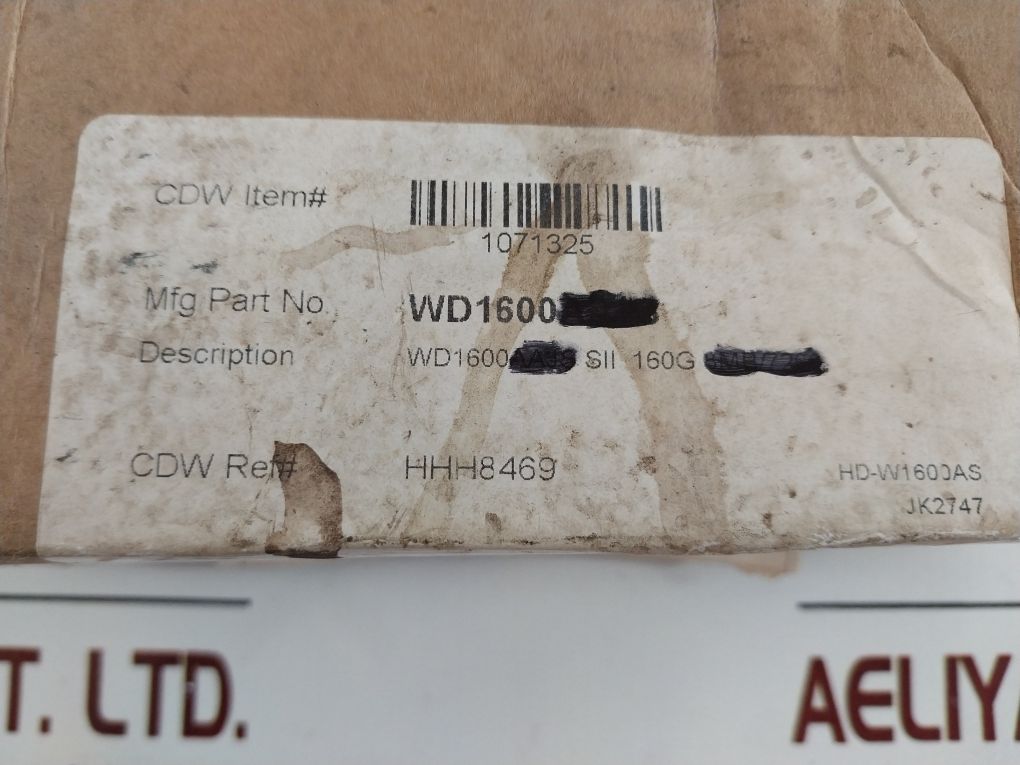 CDW Item#
1071325
Mfg Part No. WD1600
Description WD1600 SII 160G
CDW Ref# HHH8469
HD-W1600AS
JK2747
T. LTD. AELIYA